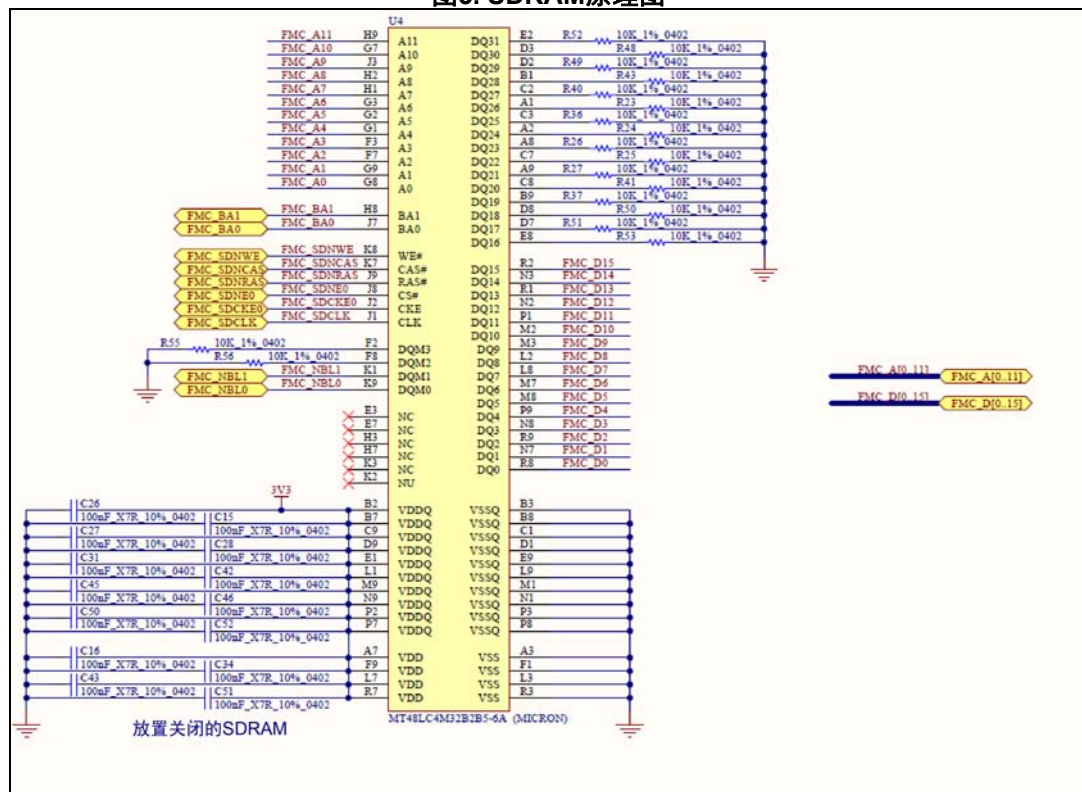 U4
FMC_A11 H9 A11 DQ31 E2 R52 10K_1%_0402
FMC_A10 G7 A10 DQ30 D3 R48 10K_1%_0402
FMC_A9 J3 A9 DQ29 D2 R49 10K_1%_0402
FMC_A8 H2 A8 DQ28 B1 R43 10K_1%_0402
FMC_A7 H1 A7 DQ27 C2 R40 10K_1%_0402
FMC_A6 G3 A6 DQ26 A1 R23 10K_1%_0402
FMC_A5 G2 A5 DQ25 C3 R36 10K_1%_0402
FMC_A4 G1 A4 DQ24 A2 R24 10K_1%_0402
FMC_A3 F3 A3 DQ23 A8 R26 10K_1%_0402
FMC_A2 F7 A2 DQ22 C7 R25 10K_1%_0402
FMC_A1 G9 A1 DQ21 A9 R27 10K_1%_0402
FMC_A0 G8 A0 DQ20 C8 R41 10K_1%_0402
DQ19 B9 R37 10K_1%_0402
FMC_BA1 FMC_BA1 H8 BA1 DQ18 D8 R50 10K_1%_0402
FMC_BA0 FMC_BA0 J7 BA0 DQ17 D7 R51 10K_1%_0402
DQ16 E8 R53 10K_1%_0402
FMC_SDNWE FMC_SDNWE K8 WE#
FMC_SDNCAS FMC_SDNCAS K7 CAS# DQ15 R2 FMC_D15
FMC_SDNRAS FMC_SDNRAS J9 RAS# DQ14 N3 FMC_D14
FMC_SDNE0 FMC_SDNE0 J8 CS# DQ13 R1 FMC_D13
FMC_SDCKE0 FMC_SDCKE0 J2 CKE DQ12 N2 FMC_D12
FMC_SDCLK FMC_SDCLK J1 CLK DQ11 P1 FMC_D11
DQ10 M2 FMC_D10
R55 10K_1%_0402 F2 DQM3 DQ9 M3 FMC_D9
R56 10K_1%_0402 F8 DQM2 DQ8 L2 FMC_D8
FMC_NBL1 FMC_NBL1 K1 DQM1 DQ7 L8 FMC_D7
FMC_NBL0 FMC_NBL0 K9 DQM0 DQ6 M7 FMC_D6
DQ5 M8 FMC_D5
E3 NC DQ4 P9 FMC_D4
E7 NC DQ3 N8 FMC_D3
H3 NC DQ2 R9 FMC_D2
H7 NC DQ1 N7 FMC_D1
K3 NC DQ0 R8 FMC_D0
K2 NU
FMC_A[0..11] FMC_A[0..11]
FMC_D[0..15] FMC_D[0..15]
3V3
C26 B2 VDDQ VSSQ B3
100nF_X7R_10%_0402 C15 B7 VDDQ VSSQ B8
C27 100nF_X7R_10%_0402 C9 VDDQ VSSQ C1
100nF_X7R_10%_0402 C28 D9 VDDQ VSSQ D1
C31 100nF_X7R_10%_0402 E1 VDDQ VSSQ E9
100nF_X7R_10%_0402 C42 L1 VDDQ VSSQ L9
C45 100nF_X7R_10%_0402 M9 VDDQ VSSQ M1
100nF_X7R_10%_0402 C46 N9 VDDQ VSSQ N1
C50 100nF_X7R_10%_0402 P2 VDDQ VSSQ P3
100nF_X7R_10%_0402 C52 P7 VDDQ VSSQ P8
100nF_X7R_10%_0402
C16 A7 VDD VSS A3
100nF_X7R_10%_0402 C34 F9 VDD VSS F1
C43 100nF_X7R_10%_0402 L7 VDD VSS L3
100nF_X7R_10%_0402 C51 R7 VDD VSS R3
100nF_X7R_10%_0402
MT48LC4M32B2B5-6A (MICRON)
放置关闭的SDRAM